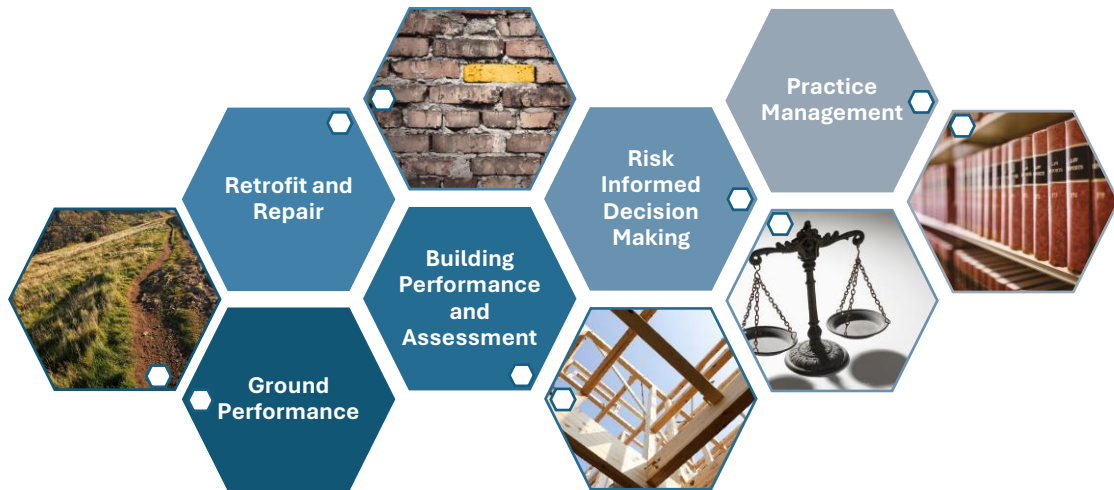 Practice
Management
Retrofit and
Repair
Risk
Informed
Decision
Making
Building
Performance
and
Assessment
Ground
Performance